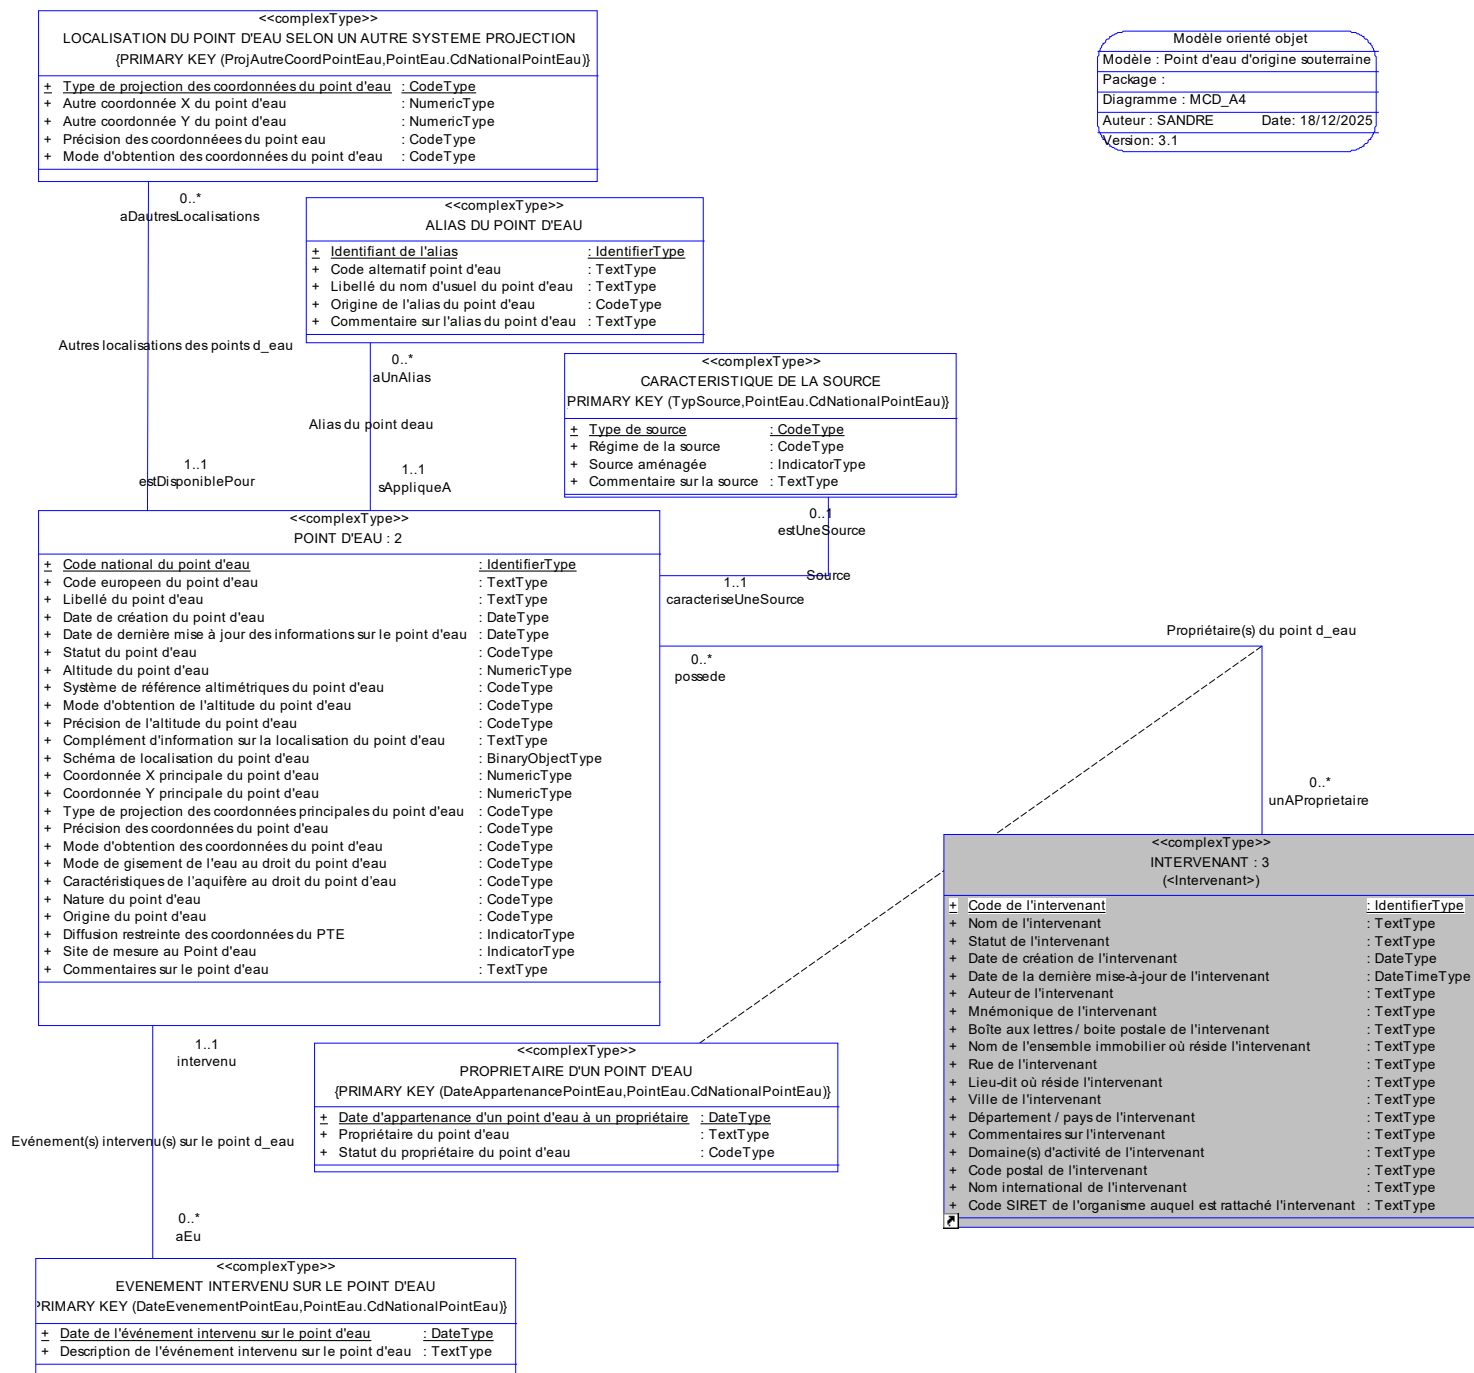 <<complexType>>
LOCALISATION DU POINT D'EAU SELON UN AUTRE SYSTEME PROJECTION
{PRIMARY KEY (ProjAutreCoordPointEau,PointEau.CdNationalPointEau)}
+ Type de projection des coordonnées du point d'eau : CodeType
+ Autre coordonnée X du point d'eau : NumericType
+ Autre coordonnée Y du point d'eau : NumericType
+ Précision des coordonnéees du point eau : CodeType
+ Mode d'obtention des coordonnées du point d'eau : CodeType
Modèle orienté objet
Modèle : Point d'eau d'origine souterraine
Package :
Diagramme : MCD_A4
Auteur : SANDRE Date: 18/12/2025
Version: 3.1
0..*
aDautresLocalisations
Autres localisations des points d_eau
1..1
estDisponiblePour
<<complexType>>
ALIAS DU POINT D'EAU
+ Identifiant de l'alias : IdentifierType
+ Code alternatif point d'eau : TextType
+ Libellé du nom d'usuel du point d'eau : TextType
+ Origine de l'alias du point d'eau : CodeType
+ Commentaire sur l'alias du point d'eau : TextType
0..*
aUnAlias
Alias du point deau
1..1
sAppliqueA
<<complexType>>
CARACTERISTIQUE DE LA SOURCE
PRIMARY KEY (TypSource,PointEau.CdNationalPointEau)}
+ Type de source : CodeType
+ Régime de la source : CodeType
+ Source aménagée : IndicatorType
+ Commentaire sur la source : TextType
0..1
estUneSource
Source
1..1
caracteriseUneSource
<<complexType>>
POINT D'EAU : 2
+ Code national du point d'eau : IdentifierType
+ Code europeen du point d'eau : TextType
+ Libellé du point d'eau : TextType
+ Date de création du point d'eau : DateType
+ Date de dernière mise à jour des informations sur le point d'eau : DateType
+ Statut du point d'eau : CodeType
+ Altitude du point d'eau : NumericType
+ Système de référence altimétriques du point d'eau : CodeType
+ Mode d'obtention de l'altitude du point d'eau : CodeType
+ Précision de l'altitude du point d'eau : CodeType
+ Complément d'information sur la localisation du point d'eau : TextType
+ Schéma de localisation du point d'eau : BinaryObjectType
+ Coordonnée X principale du point d'eau : NumericType
+ Coordonnée Y principale du point d'eau : NumericType
+ Type de projection des coordonnées principales du point d'eau : CodeType
+ Précision des coordonnées du point d'eau : CodeType
+ Mode d'obtention des coordonnées du point d'eau : CodeType
+ Mode de gisement de l'eau au droit du point d'eau : CodeType
+ Caractéristiques de l'aquifère au droit du point d'eau : CodeType
+ Nature du point d'eau : CodeType
+ Origine du point d'eau : CodeType
+ Diffusion restreinte des coordonnées du PTE : IndicatorType
+ Site de mesure au Point d'eau : IndicatorType
+ Commentaires sur le point d'eau : TextType
Propriétaire(s) du point d_eau
0..*
possede
0..*
unAProprietaire
<<complexType>>
INTERVENANT : 3
(<Intervenant>)
+ Code de l'intervenant : IdentifierType
+ Nom de l'intervenant : TextType
+ Statut de l'intervenant : TextType
+ Date de création de l'intervenant : DateType
+ Date de la dernière mise-à-jour de l'intervenant : DateTimeType
+ Auteur de l'intervenant : TextType
+ Mnémonique de l'intervenant : TextType
+ Boîte aux lettres / boite postale de l'intervenant : TextType
+ Nom de l'ensemble immobilier où réside l'intervenant : TextType
+ Rue de l'intervenant : TextType
+ Lieu-dit où réside l'intervenant : TextType
+ Ville de l'intervenant : TextType
+ Département / pays de l'intervenant : TextType
+ Commentaires sur l'intervenant : TextType
+ Domaine(s) d'activité de l'intervenant : TextType
+ Code postal de l'intervenant : TextType
+ Nom international de l'intervenant : TextType
+ Code SIRET de l'organisme auquel est rattaché l'intervenant : TextType
1..1
intervenu
Evénement(s) intervenu(s) sur le point d_eau
0..*
aEu
<<complexType>>
PROPRIETAIRE D'UN POINT D'EAU
{PRIMARY KEY (DateAppartenancePointEau,PointEau.CdNationalPointEau)}
+ Date d'appartenance d'un point d'eau à un propriétaire : DateType
+ Propriétaire du point d'eau : TextType
+ Statut du propriétaire du point d'eau : CodeType
<<complexType>>
EVENEMENT INTERVENU SUR LE POINT D'EAU
PRIMARY KEY (DateEvenementPointEau,PointEau.CdNationalPointEau)}
+ Date de l'événement intervenu sur le point d'eau : DateType
+ Description de l'événement intervenu sur le point d'eau : TextType